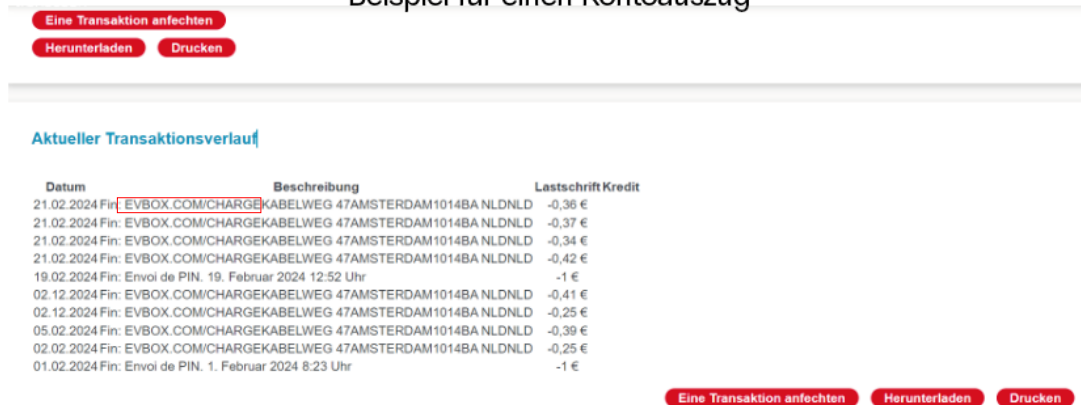 Beispiel für einen Kontoauszug
Eine Transaktion anfechten
Herunterladen Drucken
Aktueller Transaktionsverlauf
Datum Beschreibung Lastschrift Kredit
21.02.2024 Fin: EVBOX.COM/CHARGEKABELWEG 47AMSTERDAM1014BA NLDNLD -0,36 €
21.02.2024 Fin: EVBOX.COM/CHARGEKABELWEG 47AMSTERDAM1014BA NLDNLD -0,37 €
21.02.2024 Fin: EVBOX.COM/CHARGEKABELWEG 47AMSTERDAM1014BA NLDNLD -0,34 €
21.02.2024 Fin: EVBOX.COM/CHARGEKABELWEG 47AMSTERDAM1014BA NLDNLD -0,42 €
19.02.2024 Fin: Envoi de PIN. 19. Februar 2024 12:52 Uhr -1 €
02.12.2024 Fin: EVBOX.COM/CHARGEKABELWEG 47AMSTERDAM1014BA NLDNLD -0,41 €
02.12.2024 Fin: EVBOX.COM/CHARGEKABELWEG 47AMSTERDAM1014BA NLDNLD -0,25 €
05.02.2024 Fin: EVBOX.COM/CHARGEKABELWEG 47AMSTERDAM1014BA NLDNLD -0,39 €
02.02.2024 Fin: EVBOX.COM/CHARGEKABELWEG 47AMSTERDAM1014BA NLDNLD -0,25 €
01.02.2024 Fin: Envoi de PIN. 1. Februar 2024 8:23 Uhr -1 €
Eine Transaktion anfechten Herunterladen Drucken